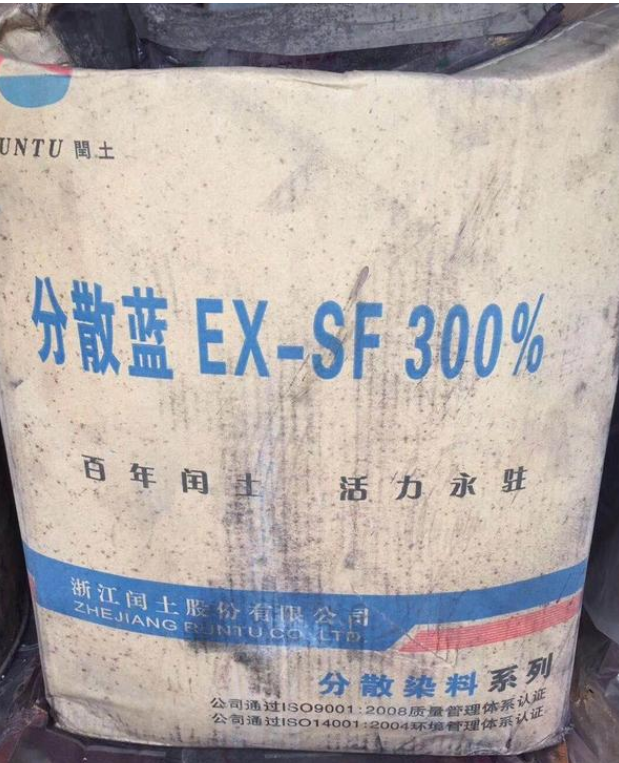 UNTU 閏土
分散蓝 EX-SF 300%
百年闰土 活力永驻
浙江闰土股份有限公司
ZHEJIANG RUNTU CO., LTD.
分散染料系列
公司通过ISO9001:2008质量管理体系认证
公司通过ISO14001:2004环境管理体系认证